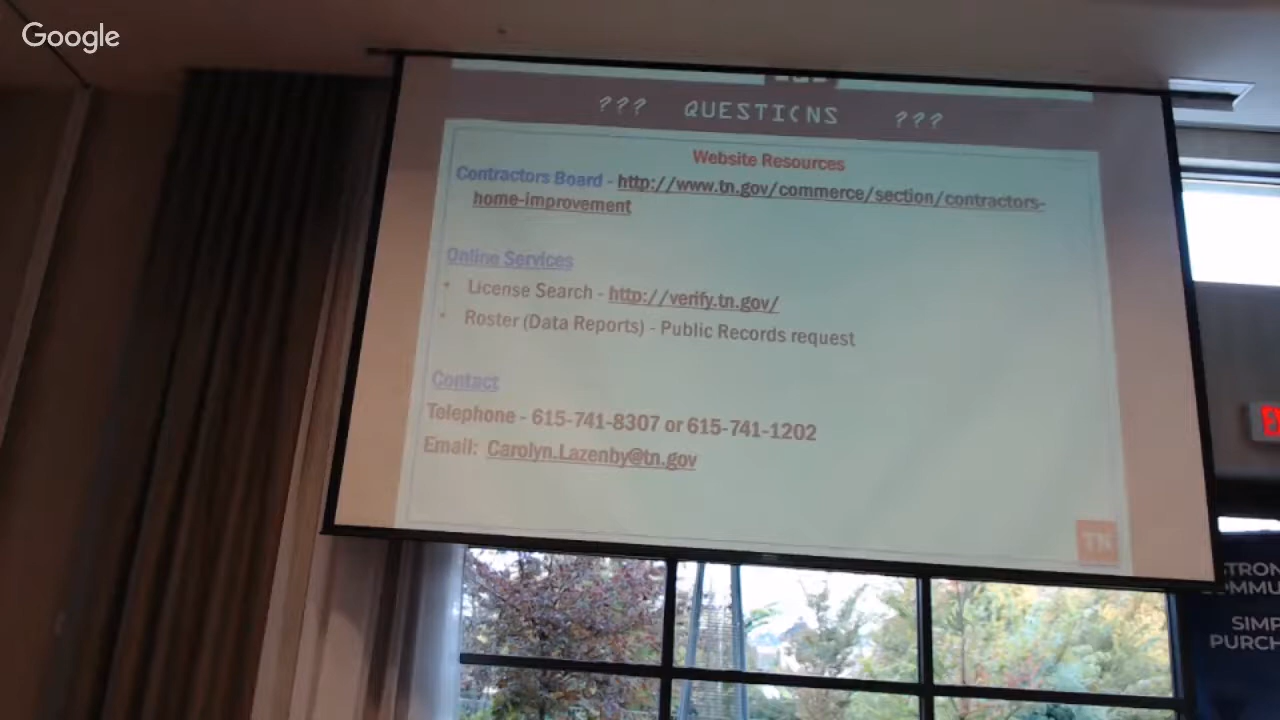 Google
??? QUESTIONS ???
Website Resources
Contractors Board - http://www.tn.gov/commerce/section/contractors-
home-improvement
Online Services
• License Search - http://verify.tn.gov/
• Roster (Data Reports) - Public Records request
Contact
Telephone - 615-741-8307 or 615-741-1202
Email: Carolyn.Lazenby@tn.gov
TN